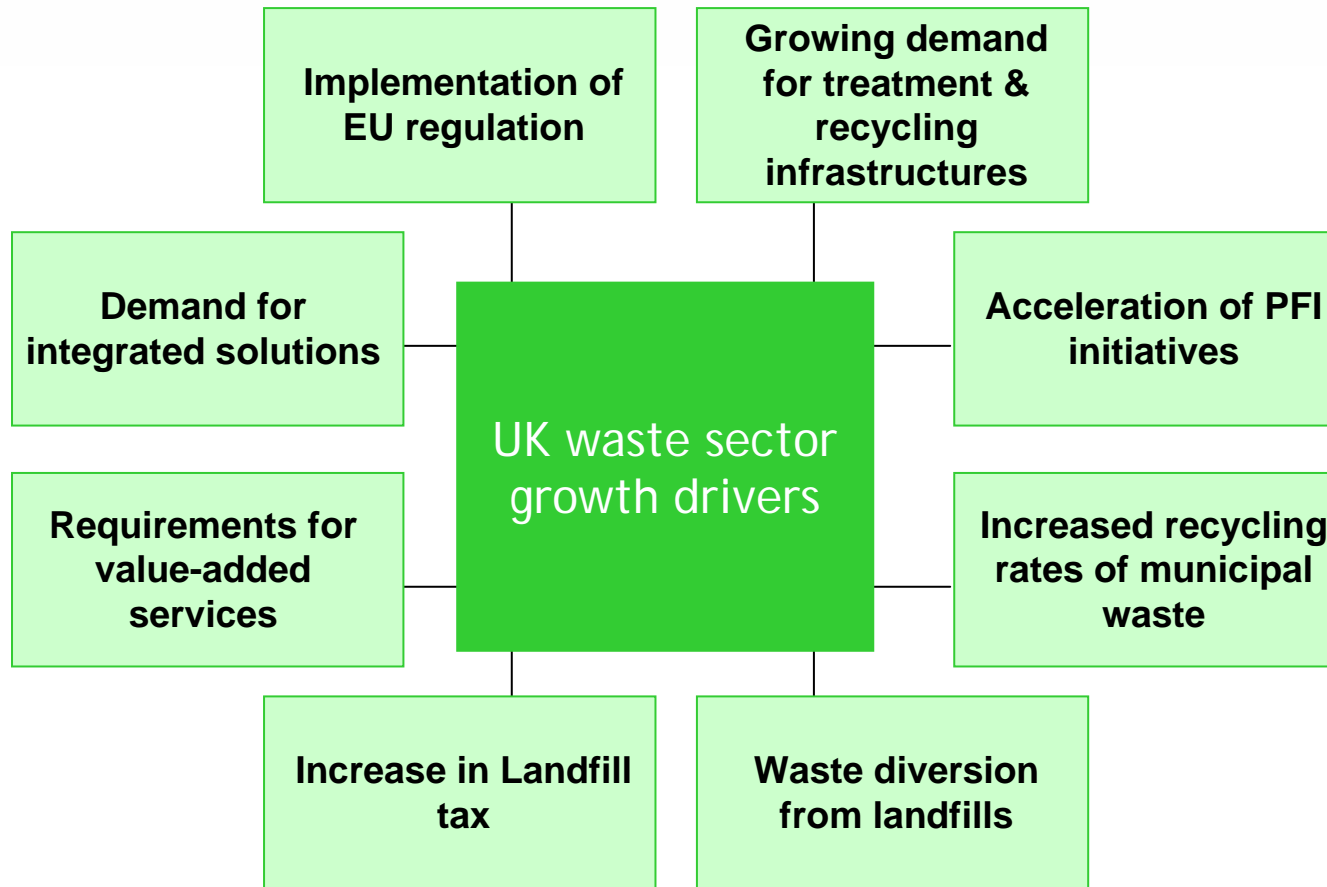 Implementation of
EU regulation
Growing demand
for treatment &
recycling
infrastructures
Demand for
integrated solutions
Acceleration of PFI
initiatives
UK waste sector
growth drivers
Requirements for
value-added
services
Increased recycling
rates of municipal
waste
Increase in Landfill
tax
Waste diversion
from landfills